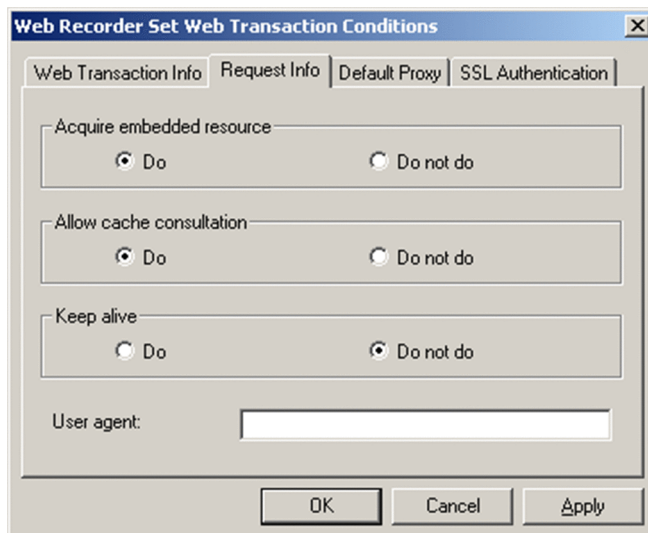 Web Recorder Set Web Transaction Conditions
Web Transaction Info Request Info Default Proxy SSL Authentication
Acquire embedded resource
Do Do not do
Allow cache consultation
Do Do not do
Keep alive
Do Do not do
User agent:
OK Cancel Apply